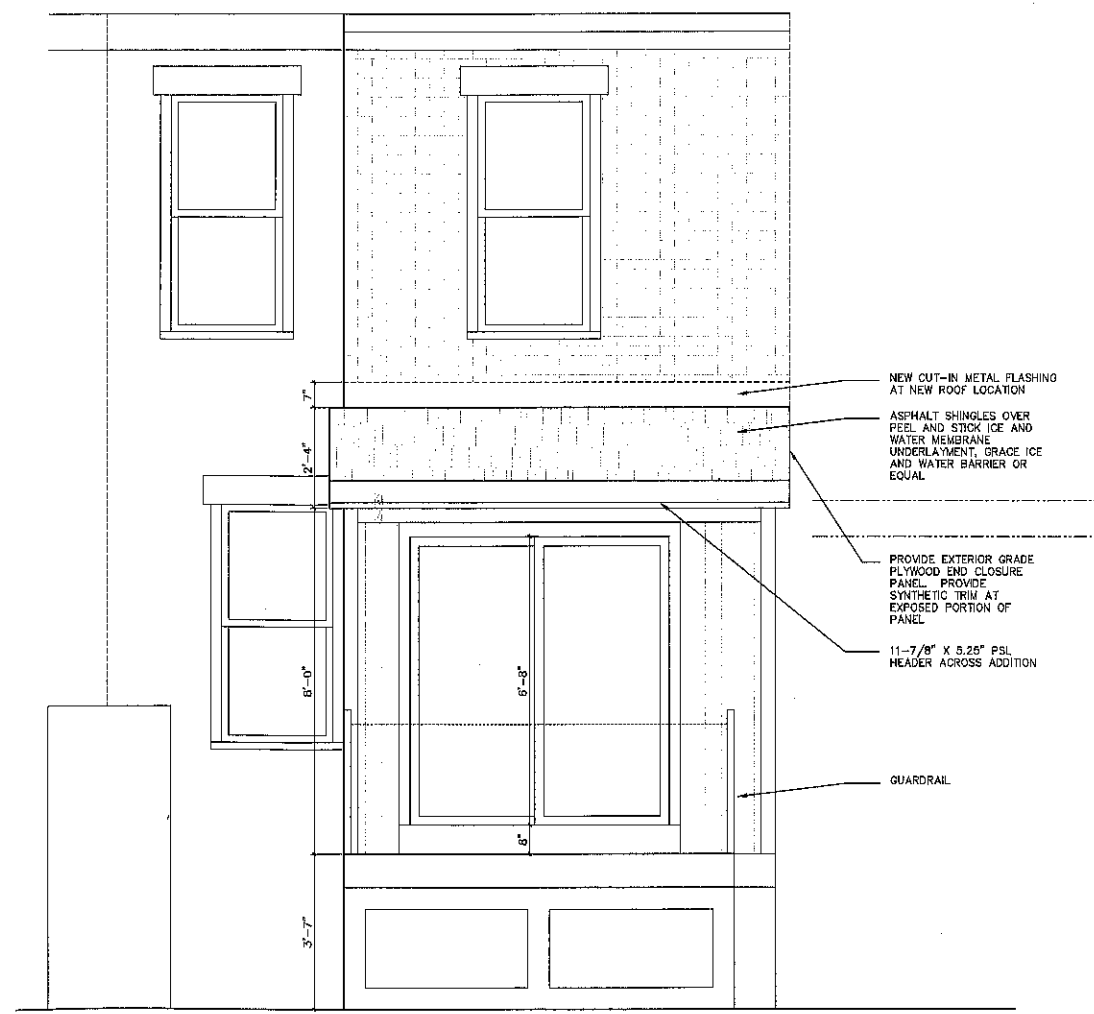 NEW CUT-IN METAL FLASHING
AT NEW ROOF LOCATION
7"
ASPHALT SHINGLES OVER
PEEL AND STICK ICE AND
WATER MEMBRANE
UNDERLAYMENT, GRACE ICE
AND WATER BARRIER OR
EQUAL
2'-4"
PROVIDE EXTERIOR GRADE
PLYWOOD END CLOSURE
PANEL. PROVIDE
SYNTHETIC TRIM AT
EXPOSED PORTION OF
PANEL
11-7/8" X 5.25" PSL
HEADER ACROSS ADDITION
8'-0"
6'-8"
GUARDRAIL
8"
3'-7"